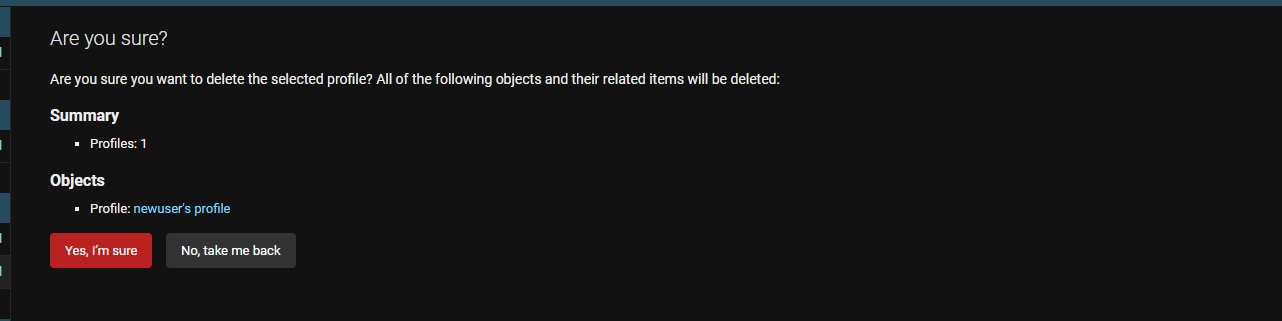 Are you sure?
Are you sure you want to delete the selected profile? All of the following objects and their related items will be deleted:
Summary
Profiles: 1
Objects
Profile: newuser's profile
Yes, I’m sure
No, take me back